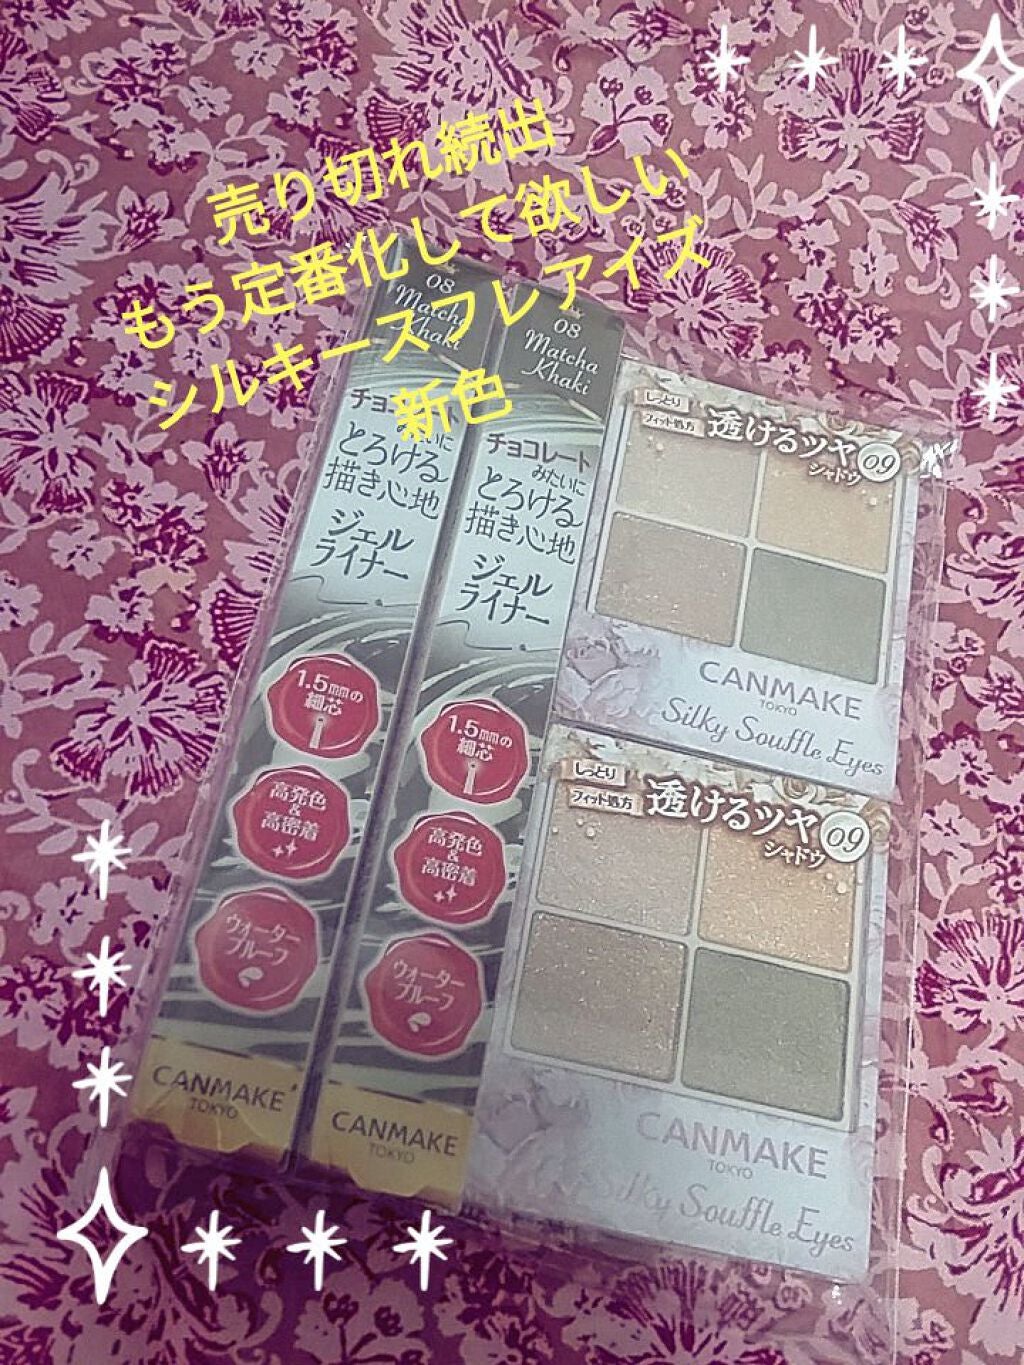 売り切れ続出
もう定番化して欲しい
シルキースフレアイズ
新色
08
Matcha
Khaki
チョコレート
みたいに
とろける
描き心地
ジェル
ライナー
1.5mmの
細芯
高発色
&
高密着
ウォーター
プルーフ
CANMAKE
TOKYO
08
Matcha
Khaki
チョコレート
みたいに
とろける
描き心地
ジェル
ライナー
1.5mmの
細芯
高発色
&
高密着
ウォーター
プルーフ
CANMAKE
TOKYO
しっとり
フィット処方
透けるツヤ
シャドウ
09
CANMAKE
TOKYO
Silky Souffle Eyes
しっとり
フィット処方
透けるツヤ
シャドウ
09
CANMAKE
TOKYO
Silky Souffle Eyes